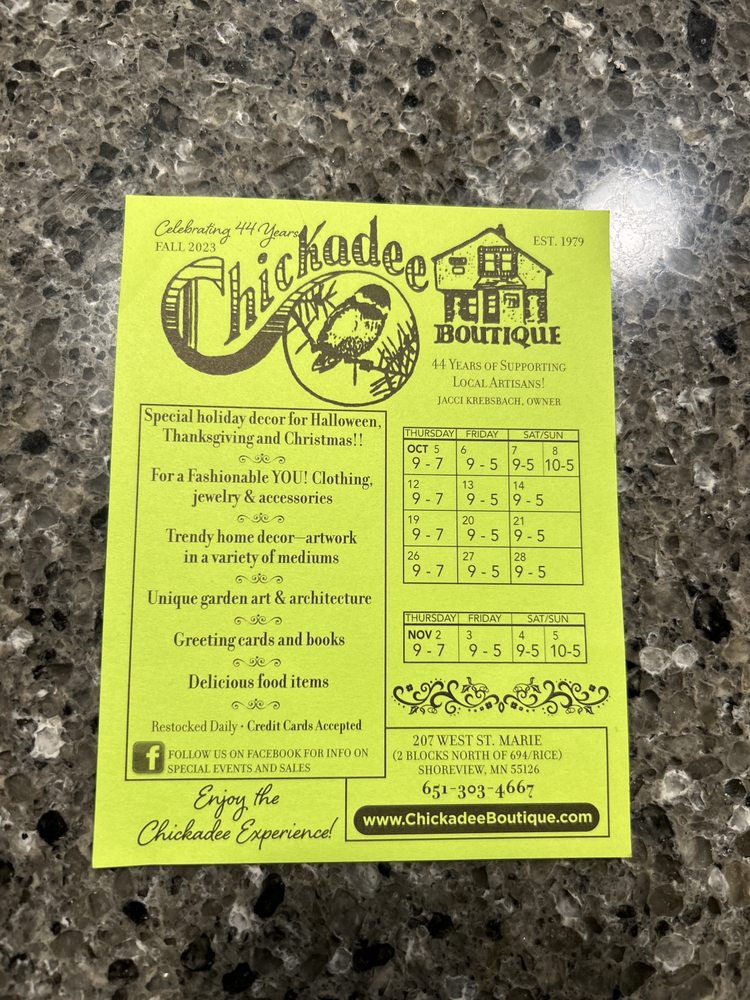 Celebrating 44 Years
FALL 2023
Chickadee
EST. 1979
BOUTIQUE
44 YEARS OF SUPPORTING
LOCAL ARTISANS!
JACCI KREBSBACH, OWNER
Special holiday decor for Halloween,
Thanksgiving and Christmas!!
For a Fashionable YOU! Clothing,
jewelry & accessories
Trendy home decor—artwork
in a variety of mediums
Unique garden art & architecture
Greeting cards and books
Delicious food items
Restocked Daily • Credit Cards Accepted
f FOLLOW US ON FACEBOOK FOR INFO ON
SPECIAL EVENTS AND SALES
Enjoy the
Chickadee Experience!
THURSDAY FRIDAY SAT/SUN
OCT 5 6 7 8
9 - 7 9 - 5 9-5 10-5
12 13 14
9 - 7 9 - 5 9 - 5
19 20 21
9 - 7 9 - 5 9 - 5
26 27 28
9 - 7 9 - 5 9 - 5
THURSDAY FRIDAY SAT/SUN
NOV 2 3 4 5
9 - 7 9 - 5 9-5 10-5
207 WEST ST. MARIE
(2 BLOCKS NORTH OF 694/RICE)
SHOREVIEW, MN 55126
651-303-4667
www.ChickadeeBoutique.com